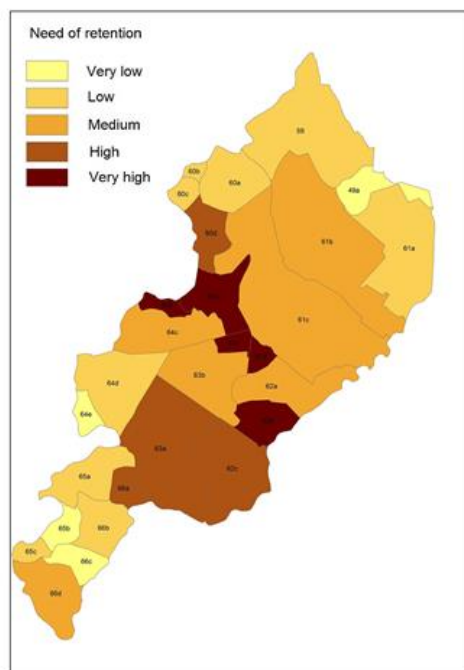 Need of retention
Very low
Low
Medium
High
Very high
59
60b
49a
60a
60c
61b
61a
60d
61c
64c
63b
64d
62a
64e
63a
62c
65a
66a
65b
66b
65c
66c
66d